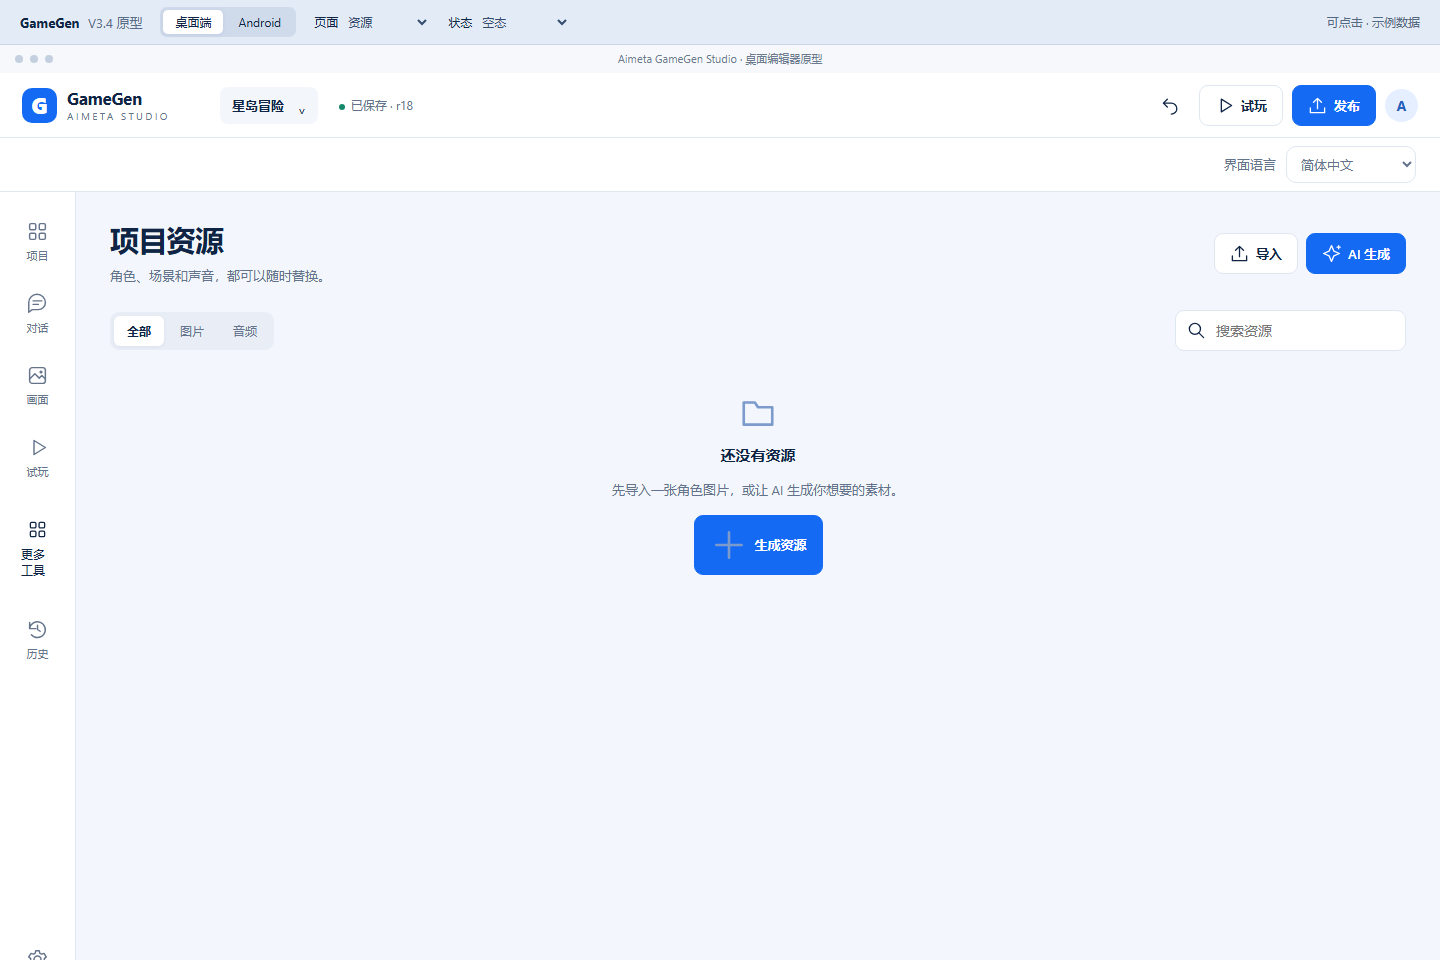 GameGen V3.4 原型 桌面端 Android 页面 资源 状态 空态 可点击 · 示例数据
Aimeta GameGen Studio · 桌面编辑器原型
G GameGen 星岛冒险 已保存 · r18 试玩 发布 A
AIMETA STUDIO
界面语言 简体中文
项目
对话
画面
试玩
更多
工具
历史
项目资源
角色、场景和声音，都可以随时替换。
导入 AI 生成
全部 图片 音频 搜索资源
还没有资源
先导入一张角色图片，或让 AI 生成你想要的素材。
生成资源